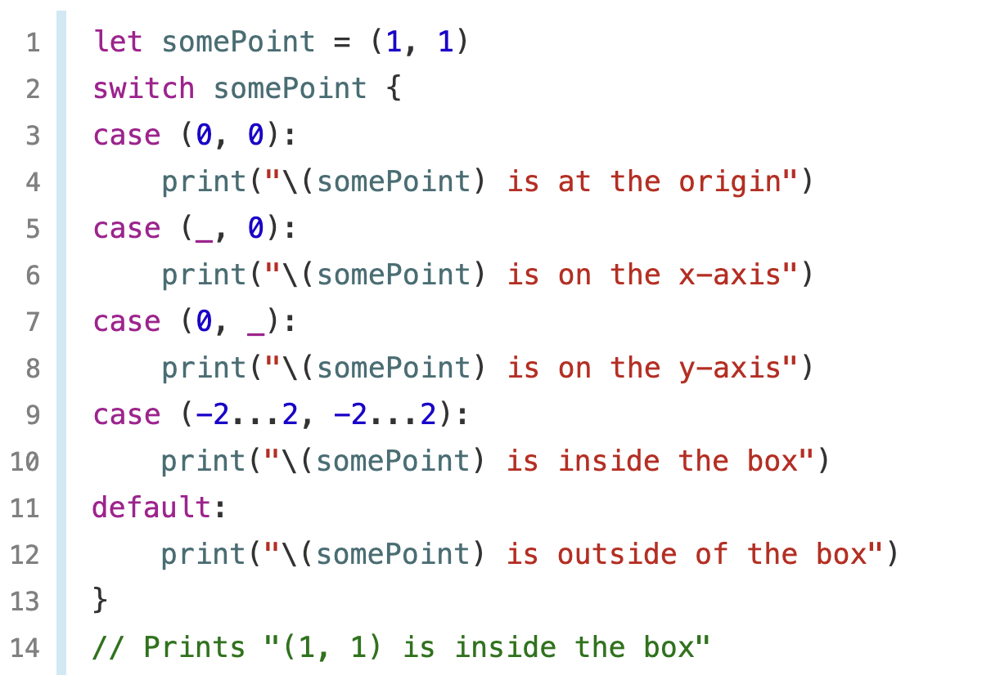 1 let somePoint = (1, 1)
2 switch somePoint {
3 case (0, 0):
4     print("\(somePoint) is at the origin")
5 case (_, 0):
6     print("\(somePoint) is on the x-axis")
7 case (0, _):
8     print("\(somePoint) is on the y-axis")
9 case (-2...2, -2...2):
10     print("\(somePoint) is inside the box")
11 default:
12     print("\(somePoint) is outside of the box")
13 }
14 // Prints "(1, 1) is inside the box"